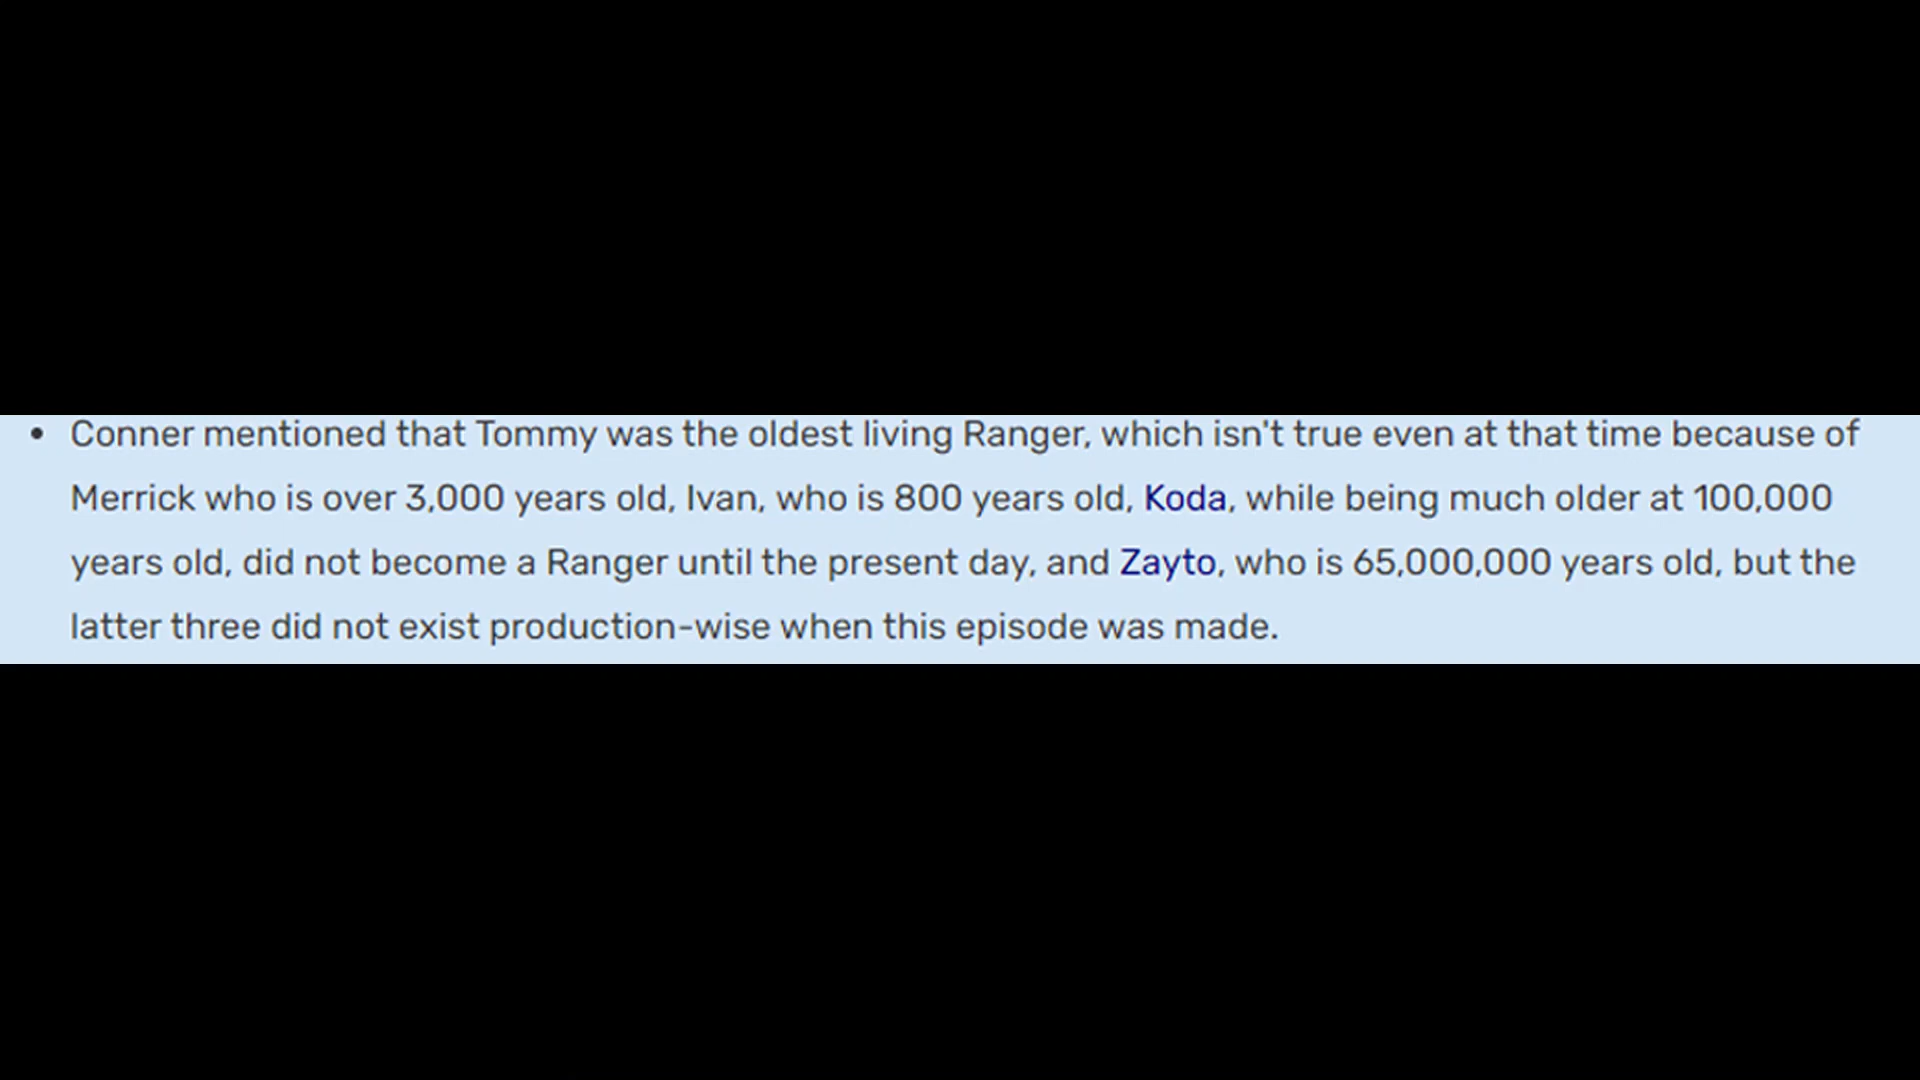 • Conner mentioned that Tommy was the oldest living Ranger, which isn't true even at that time because of
Merrick who is over 3,000 years old, Ivan, who is 800 years old, Koda, while being much older at 100,000
years old, did not become a Ranger until the present day, and Zayto, who is 65,000,000 years old, but the
latter three did not exist production-wise when this episode was made.